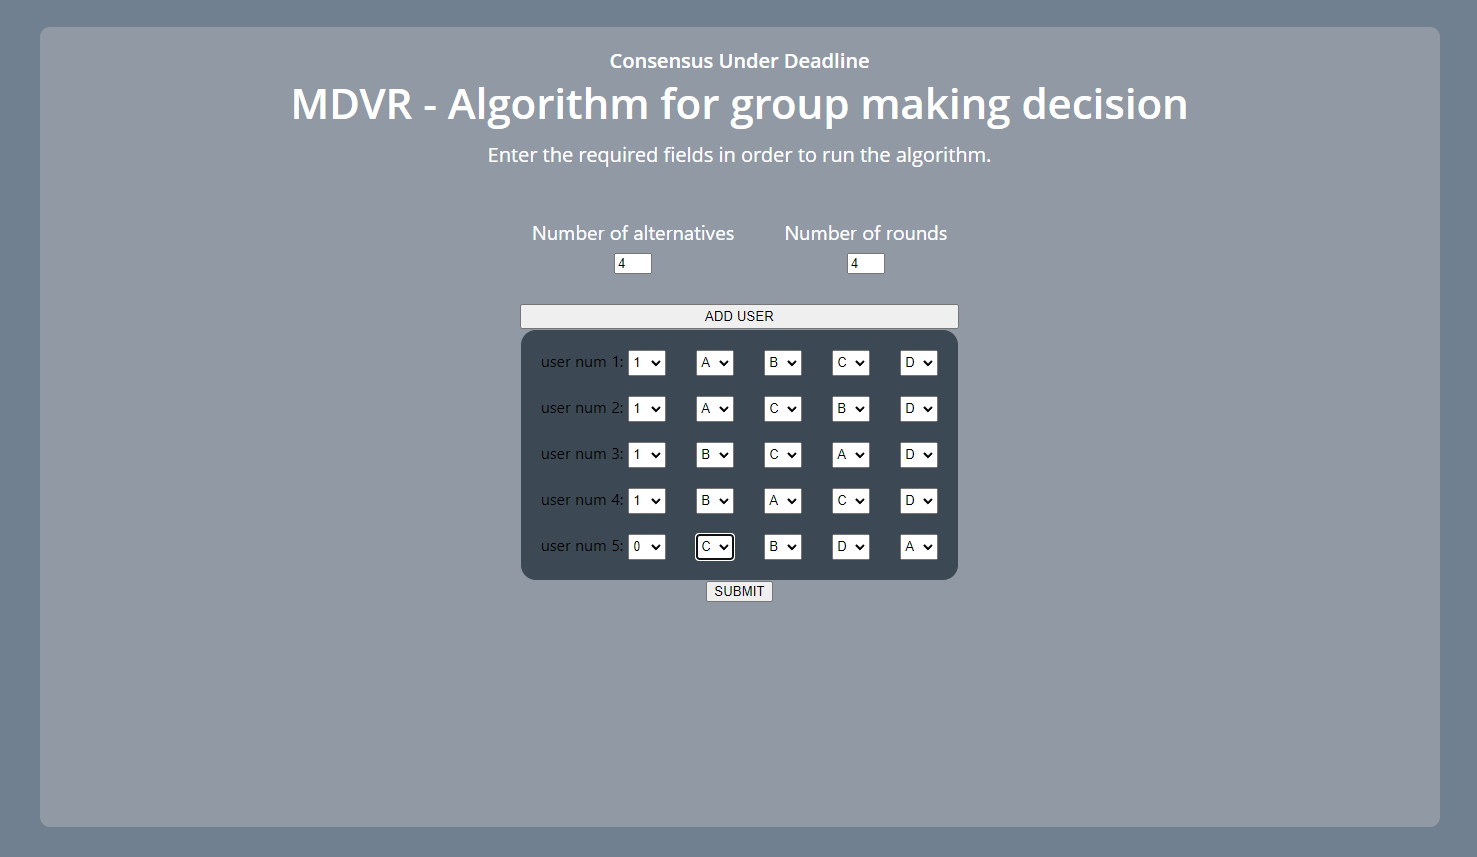 Consensus Under Deadline
MDVR - Algorithm for group making decision
Enter the required fields in order to run the algorithm.
Number of alternatives Number of rounds
4 4
ADD USER
user num 1: 1 A B C D
user num 2: 1 A C B D
user num 3: 1 B C A D
user num 4: 1 B A C D
user num 5: 0 C B D A
SUBMIT